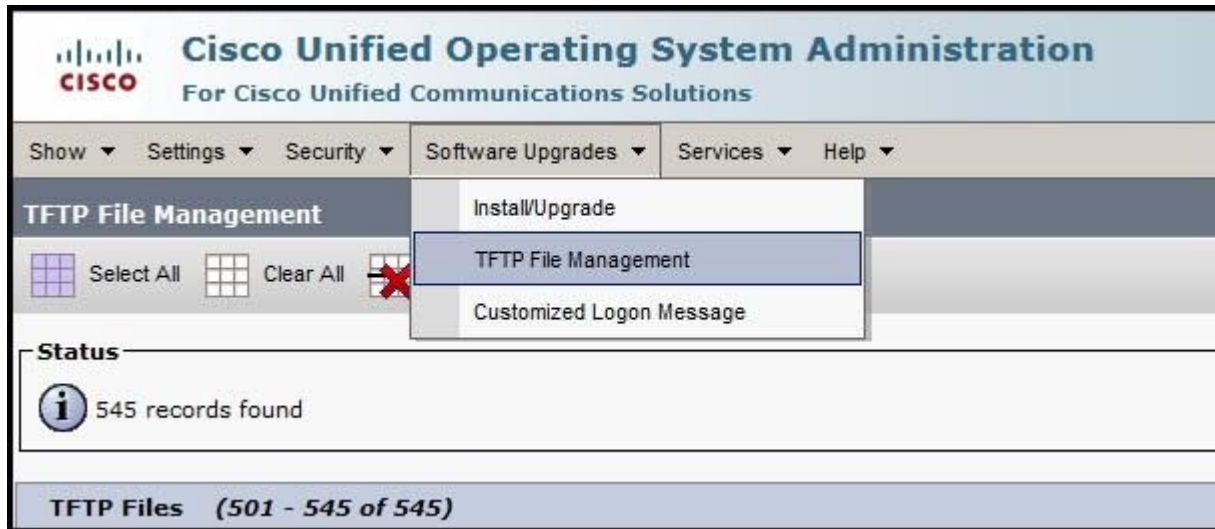 CISCO
Cisco Unified Operating System Administration
For Cisco Unified Communications Solutions
Show Settings Security Software Upgrades Services Help
TFTP File Management
Install/Upgrade
TFTP File Management
Customized Logon Message
Select All Clear All
Status
i 545 records found
TFTP Files (501 - 545 of 545)